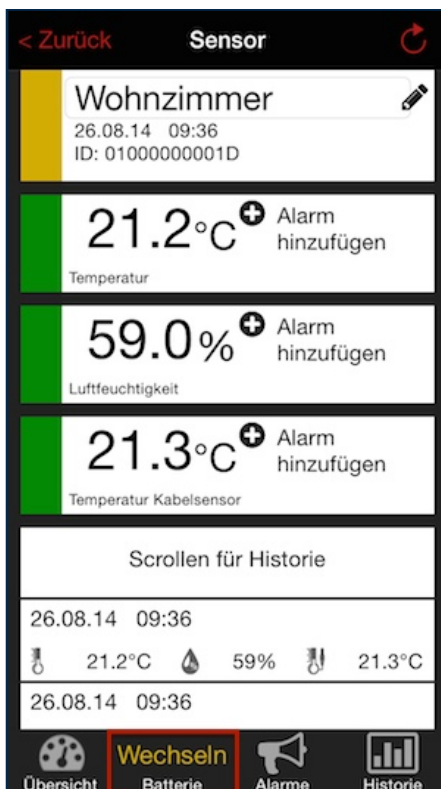 < Zurück Sensor
Wohnzimmer
26.08.14 09:36
ID: 01000000001D
21.2°C Alarm
hinzufügen
Temperatur
59.0% Alarm
hinzufügen
Luftfeuchtigkeit
21.3°C Alarm
hinzufügen
Temperatur Kabelsensor
Scrollen für Historie
26.08.14 09:36
21.2°C 59% 21.3°C
26.08.14 09:36
Wechseln
Übersicht Batterie Alarme Historie